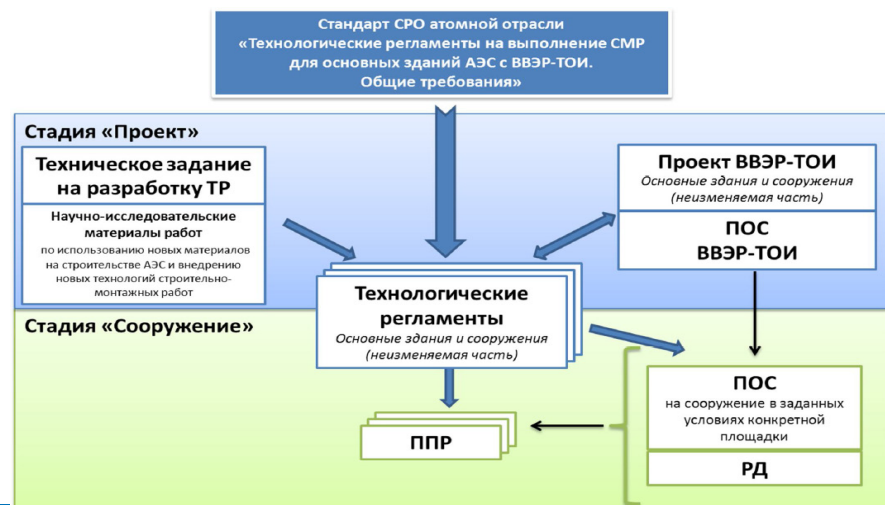 Стандарт СРО атомной отрасли
«Технологические регламенты на выполнение СМР
для основных зданий АЭС с ВВЭР-ТОИ.
Общие требования»
Стадия «Проект»
Техническое задание
на разработку ТР
Научно-исследовательские
материалы работ
по использованию новых материалов
на строительстве АЭС и внедрению
новых технологий строительно-
монтажных работ
Проект ВВЭР-ТОИ
Основные здания и сооружения
(неизменяемая часть)
ПОС
ВВЭР-ТОИ
Технологические
регламенты
Основные здания и сооружения
(неизменяемая часть)
Стадия «Сооружение»
ПОС
на сооружение в заданных
условиях конкретной
площадки
РД
ППР